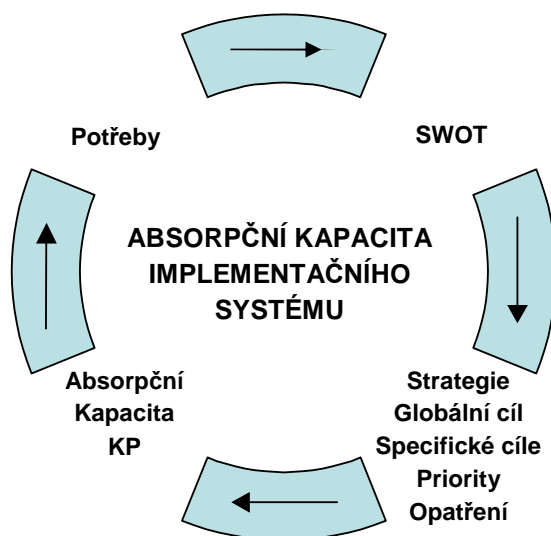 Potřeby
SWOT
ABSORPČNÍ KAPACITA
IMPLEMENTAČNÍHO
SYSTÉMU
Absorpční
Kapacita
KP
Strategie
Globální cíl
Specifické cíle
Priority
Opatření